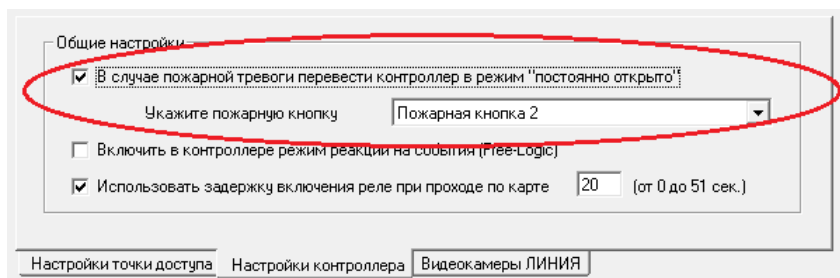 Общие настройки
В случае пожарной тревоги перевести контроллер в режим "постоянно открыто"
Укажите пожарную кнопку Пожарная кнопка 2
Включить в контроллере режим реакции на события (Free-Logic)
Использовать задержку включения реле при проходе по карте 20 (от 0 до 51 сек.)
Настройки точки доступа Настройки контроллера Видеокамеры ЛИНИЯ